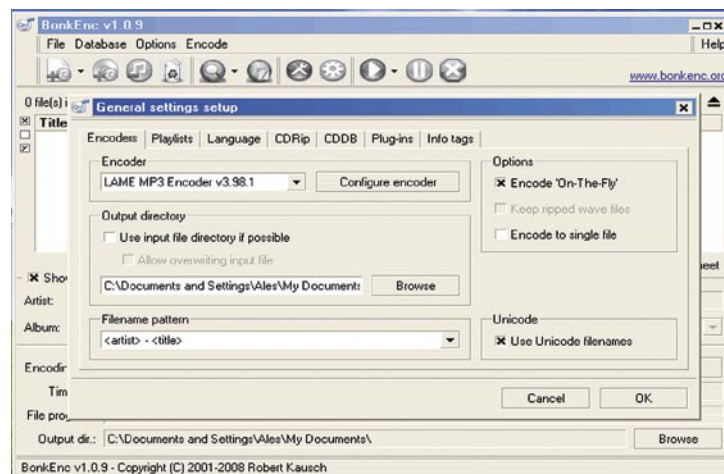 BonkEnc v1.0.9
File Database Options Encode Help
www.bonkenc.org
0 file(s) i
Title
General settings setup
Encoders Playlists Language CDRip CDDB Plug-ins Info tags
Encoder
LAME MP3 Encoder v3.98.1 Configure encoder
Options
Encode 'On-The-Fly'
Keep ripped wave files
Encode to single file
Output directory
Use input file directory if possible
Allow overwriting input file
C:\Documents and Settings\Ales\My Documents Browse
Filename pattern
<artist> - <title>
Unicode
Use Unicode filenames
Cancel OK
Sho
eet
Artist:
Album:
Encodin
Tim
File prog
Output dir.: C:\Documents and Settings\Ales\My Documents\ Browse
BonkEnc v1.0.9 - Copyright (C) 2001-2008 Robert Kausch